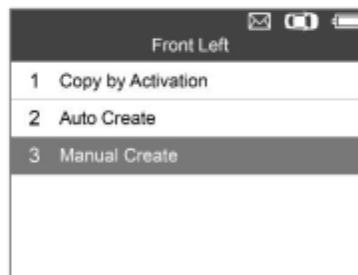 Front Left
1 Copy by Activation
2 Auto Create
3 Manual Create